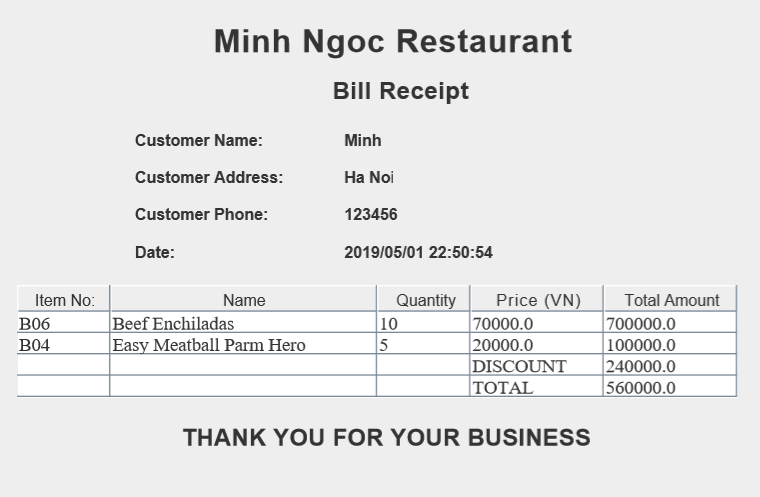 Minh Ngoc Restaurant
Bill Receipt
Customer Name: Minh
Customer Address: Ha Noi
Customer Phone: 123456
Date: 2019/05/01 22:50:54
Item No: Name Quantity Price (VN) Total Amount
B06 Beef Enchiladas 10 70000.0 700000.0
B04 Easy Meatball Parm Hero 5 20000.0 100000.0
DISCOUNT 240000.0
TOTAL 560000.0
THANK YOU FOR YOUR BUSINESS